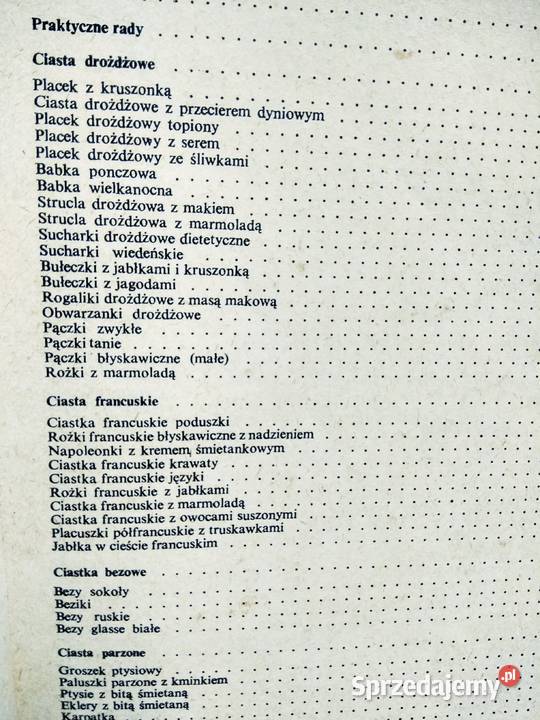 Praktyczne rady
Ciasta drożdżowe
Placek z kruszonką
Ciasta drożdżowe z przecierem dyniowym
Placek drożdżowy topiony
Placek drożdżowy z serem
Placek drożdżowy ze śliwkami
Babka ponczowa
Babka wielkanocna
Strucla drożdżowa z makiem
Strucla drożdżowa z marmoladą
Sucharki drożdżowe dietetyczne
Sucharki wiedeńskie
Bułeczki z jabłkami i kruszonką
Bułeczki z jagodami
Rogaliki drożdżowe z masą makową
Obwarzanki drożdżowe
Pączki zwykłe
Pączki tanie
Pączki błyskawiczne (małe)
Rożki z marmoladą
Ciasta francuskie
Ciastka francuskie poduszki
Rożki francuskie błyskawiczne z nadzieniem
Napoleonki z kremem śmietankowym
Ciastka francuskie krawaty
Ciastka francuskie języki
Rożki francuskie z jabłkami
Ciastka francuskie z marmoladą
Ciastka francuskie z owocami suszonymi
Placuszki półfrancuskie z truskawkami
Jabłka w cieście francuskim
Ciastka bezowe
Bezy sokoły
Beziki
Bezy ruskie
Bezy glasse białe
Ciasta parzone
Groszek ptysiowy
Paluszki parzone z kminkiem
Ptysie z bitą śmietaną
Eklery z bitą śmietaną
Karpatka
Sprzedajemy.pl